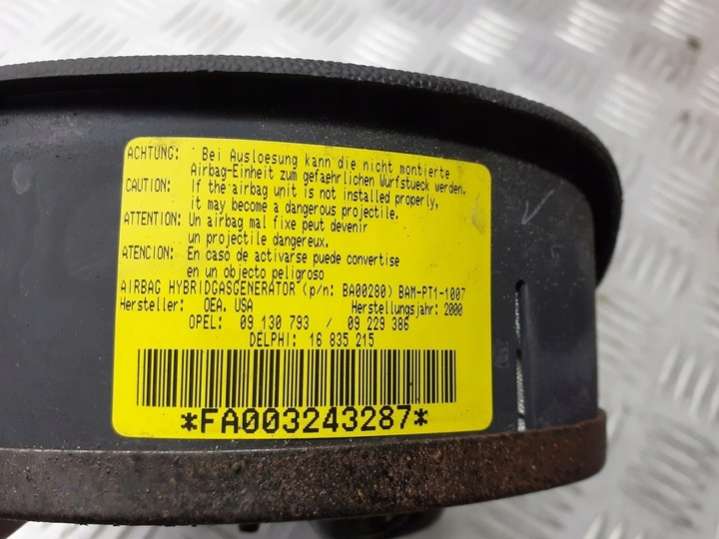 ACHTUNG: Bei Ausloesung kann die nicht montierte
Airbag-Einheit zum gefaehrlichen Wurfstueck werden.
CAUTION: If the airbag unit is not installed properly,
it may become a dangerous projectile.
ATTENTION: Un airbag mal fixe peut devenir
un projectile dangereux.
ATENCION: En caso de activarse puede convertise
en un objecto peligroso
AIRBAG HYBRIDGASGENERATOR (p/n: BA00280) BAM-PT1-1007
Hersteller: OEA, USA Herstellungsjahr: 2000
OPEL: 09 130 793 / 09 229 386
DELPHI: 16 835 215
*FA003243287*